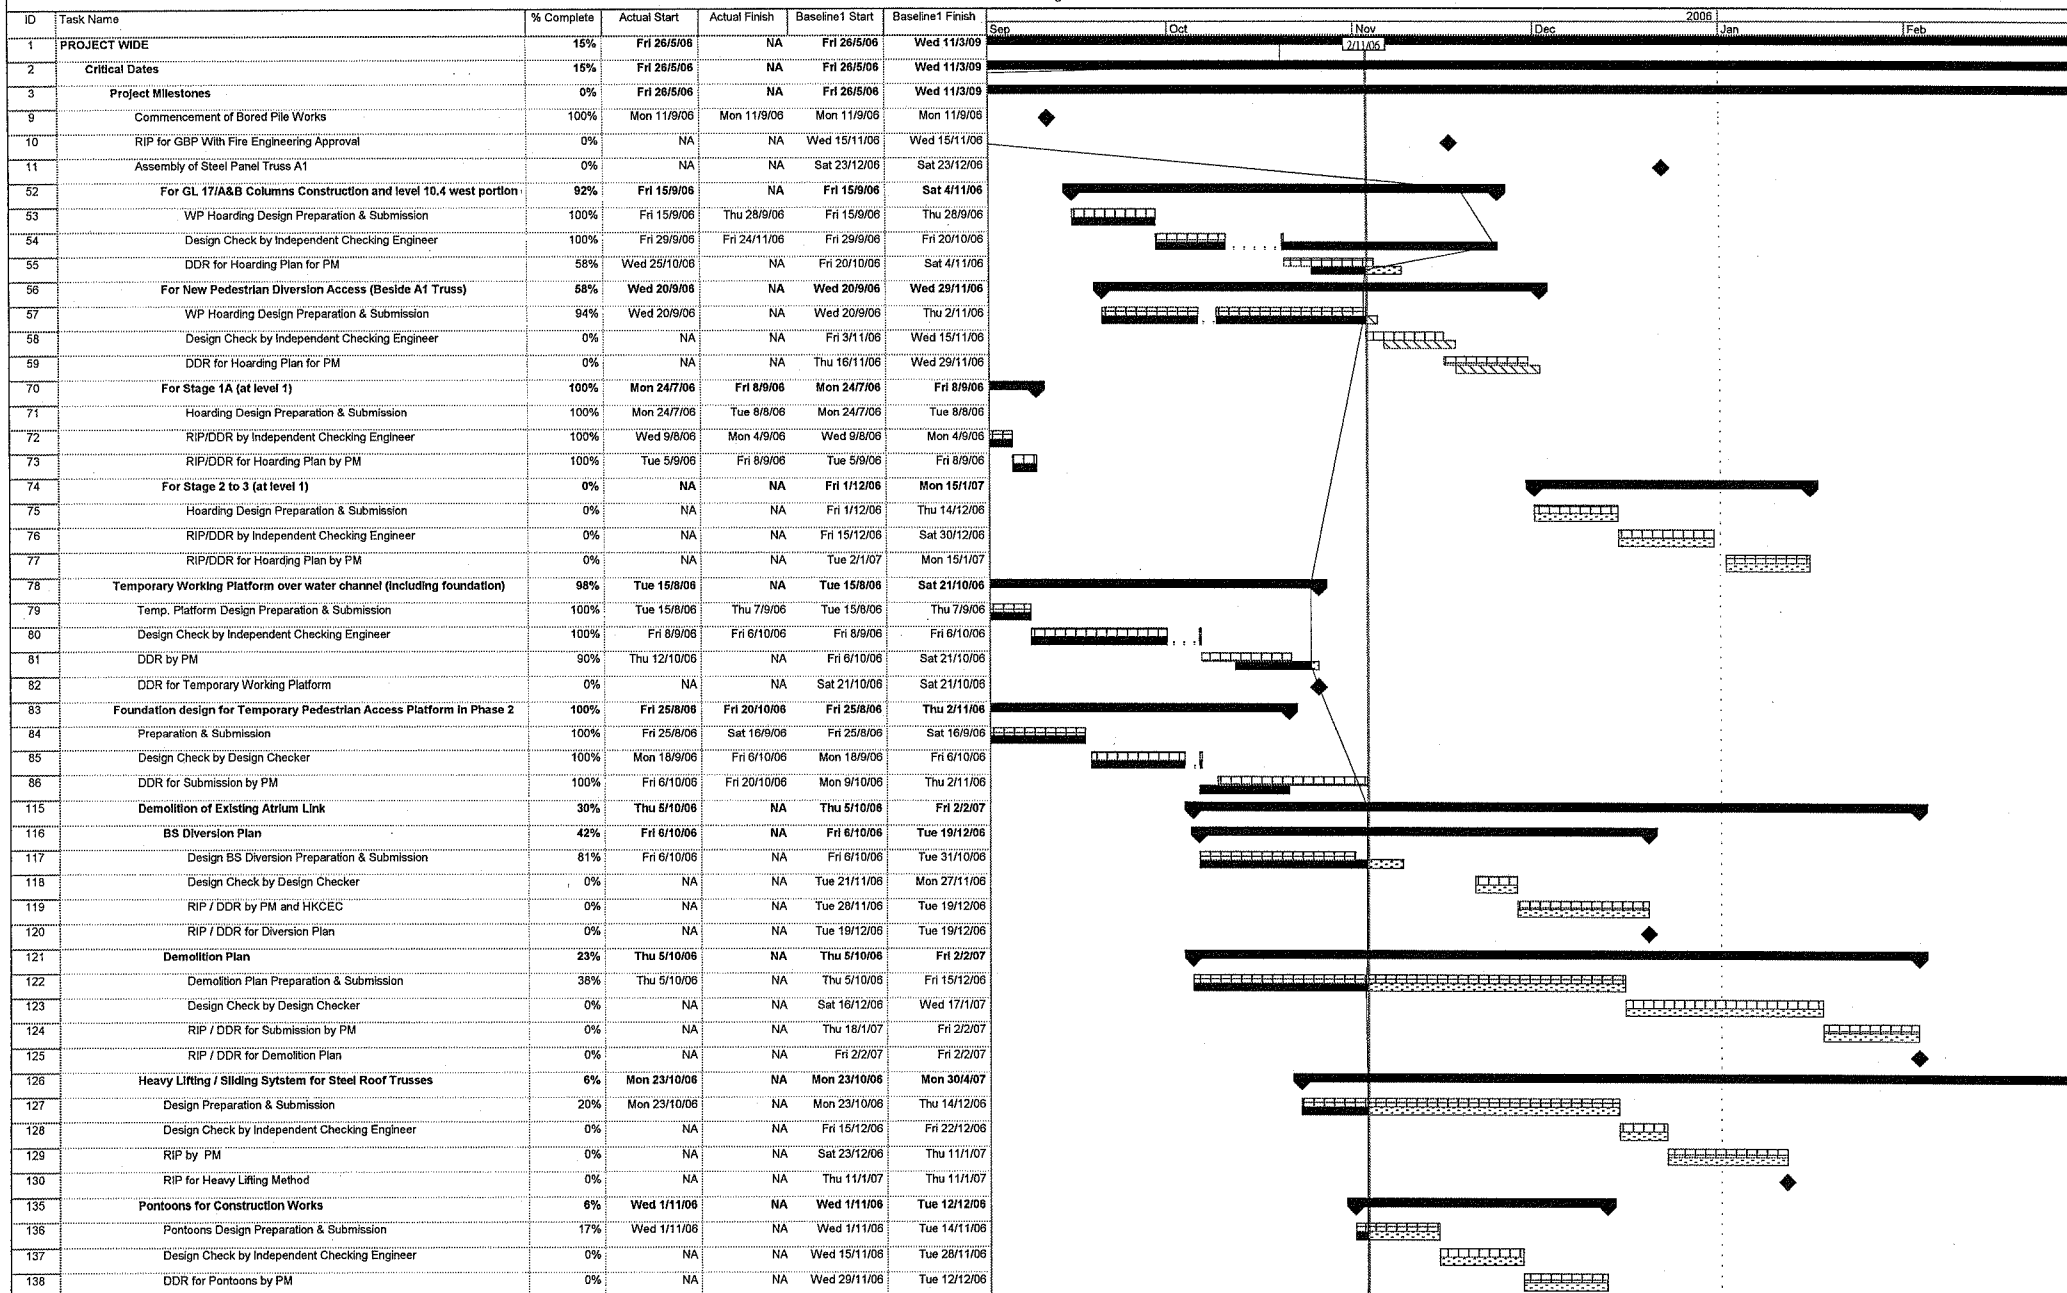 ID Task Name % Complete Actual Start Actual Finish Baseline1 Start Baseline1 Finish 2006
Sep Oct Nov Dec Jan Feb
2/11/06
1 PROJECT WIDE 15% Fri 26/5/06 NA Fri 26/5/06 Wed 11/3/09
2 Critical Dates 15% Fri 26/5/06 NA Fri 26/5/06 Wed 11/3/09
3 Project Milestones 0% Fri 26/5/06 NA Fri 26/5/06 Wed 11/3/09
9 Commencement of Bored Pile Works 100% Mon 11/9/06 Mon 11/9/06 Mon 11/9/06 Mon 11/9/06
10 RIP for GBP With Fire Engineering Approval 0% NA NA Wed 15/11/06 Wed 15/11/06
11 Assembly of Steel Panel Truss A1 0% NA NA Sat 23/12/06 Sat 23/12/06
52 For GL 17/A&B Columns Construction and level 10.4 west portion 92% Fri 15/9/06 NA Fri 15/9/06 Sat 4/11/06
53 WP Hoarding Design Preparation & Submission 100% Fri 15/9/06 Thu 28/9/06 Fri 15/9/06 Thu 28/9/06
54 Design Check by Independent Checking Engineer 100% Fri 29/9/06 Fri 24/11/06 Fri 29/9/06 Fri 20/10/06
55 DDR for Hoarding Plan for PM 58% Wed 25/10/06 NA Fri 20/10/06 Sat 4/11/06
56 For New Pedestrian Diversion Access (Beside A1 Truss) 58% Wed 20/9/06 NA Wed 20/9/06 Wed 29/11/06
57 WP Hoarding Design Preparation & Submission 94% Wed 20/9/06 NA Wed 20/9/06 Thu 2/11/06
58 Design Check by Independent Checking Engineer 0% NA NA Fri 3/11/06 Wed 15/11/06
59 DDR for Hoarding Plan for PM 0% NA NA Thu 16/11/06 Wed 29/11/06
70 For Stage 1A (at level 1) 100% Mon 24/7/06 Fri 8/9/06 Mon 24/7/06 Fri 8/9/06
71 Hoarding Design Preparation & Submission 100% Mon 24/7/06 Tue 8/8/06 Mon 24/7/06 Tue 8/8/06
72 RIP/DDR by Independent Checking Engineer 100% Wed 9/8/06 Mon 4/9/06 Wed 9/8/06 Mon 4/9/06
73 RIP/DDR for Hoarding Plan by PM 100% Tue 5/9/06 Fri 8/9/06 Tue 5/9/06 Fri 8/9/06
74 For Stage 2 to 3 (at level 1) 0% NA NA Fri 1/12/06 Mon 15/1/07
75 Hoarding Design Preparation & Submission 0% NA NA Fri 1/12/06 Thu 14/12/06
76 RIP/DDR by Independent Checking Engineer 0% NA NA Fri 15/12/06 Sat 30/12/06
77 RIP/DDR for Hoarding Plan by PM 0% NA NA Tue 2/1/07 Mon 15/1/07
78 Temporary Working Platform over water channel (including foundation) 98% Tue 15/8/06 NA Tue 15/8/06 Sat 21/10/06
79 Temp. Platform Design Preparation & Submission 100% Tue 15/8/06 Thu 7/9/06 Tue 15/8/06 Thu 7/9/06
80 Design Check by Independent Checking Engineer 100% Fri 8/9/06 Fri 6/10/06 Fri 8/9/06 Fri 6/10/06
81 DDR by PM 90% Thu 12/10/06 NA Fri 6/10/06 Sat 21/10/06
82 DDR for Temporary Working Platform 0% NA NA Sat 21/10/06 Sat 21/10/06
83 Foundation design for Temporary Pedestrian Access Platform in Phase 2 100% Fri 25/8/06 Fri 20/10/06 Fri 25/8/06 Thu 2/11/06
84 Preparation & Submission 100% Fri 25/8/06 Sat 16/9/06 Fri 25/8/06 Sat 16/9/06
85 Design Check by Design Checker 100% Mon 18/9/06 Fri 6/10/06 Mon 18/9/06 Fri 6/10/06
86 DDR for Submission by PM 100% Fri 6/10/06 Fri 20/10/06 Mon 9/10/06 Thu 2/11/06
115 Demolition of Existing Atrium Link 30% Thu 5/10/06 NA Thu 5/10/06 Fri 2/2/07
116 BS Diversion Plan 42% Fri 6/10/06 NA Fri 6/10/06 Tue 19/12/06
117 Design BS Diversion Preparation & Submission 81% Fri 6/10/06 NA Fri 6/10/06 Tue 31/10/06
118 Design Check by Design Checker 0% NA NA Tue 21/11/06 Mon 27/11/06
119 RIP / DDR by PM and HKCEC 0% NA NA Tue 28/11/06 Tue 19/12/06
120 RIP / DDR for Diversion Plan 0% NA NA Tue 19/12/06 Tue 19/12/06
121 Demolition Plan 23% Thu 5/10/06 NA Thu 5/10/06 Fri 2/2/07
122 Demolition Plan Preparation & Submission 38% Thu 5/10/06 NA Thu 5/10/06 Fri 15/12/06
123 Design Check by Design Checker 0% NA NA Sat 16/12/06 Wed 17/1/07
124 RIP / DDR for Submission by PM 0% NA NA Thu 18/1/07 Fri 2/2/07
125 RIP / DDR for Demolition Plan 0% NA NA Fri 2/2/07 Fri 2/2/07
126 Heavy Lifting / Sliding Sytstem for Steel Roof Trusses 6% Mon 23/10/06 NA Mon 23/10/06 Mon 30/4/07
127 Design Preparation & Submission 20% Mon 23/10/06 NA Mon 23/10/06 Thu 14/12/06
128 Design Check by Independent Checking Engineer 0% NA NA Fri 15/12/06 Fri 22/12/06
129 RIP by PM 0% NA NA Sat 23/12/06 Thu 11/1/07
130 RIP for Heavy Lifting Method 0% NA NA Thu 11/1/07 Thu 11/1/07
135 Pontoons for Construction Works 6% Wed 1/11/06 NA Wed 1/11/06 Tue 12/12/06
136 Pontoons Design Preparation & Submission 17% Wed 1/11/06 NA Wed 1/11/06 Tue 14/11/06
137 Design Check by Independent Checking Engineer 0% NA NA Wed 15/11/06 Tue 28/11/06
138 DDR for Pontoons by PM 0% NA NA Wed 29/11/06 Tue 12/12/06